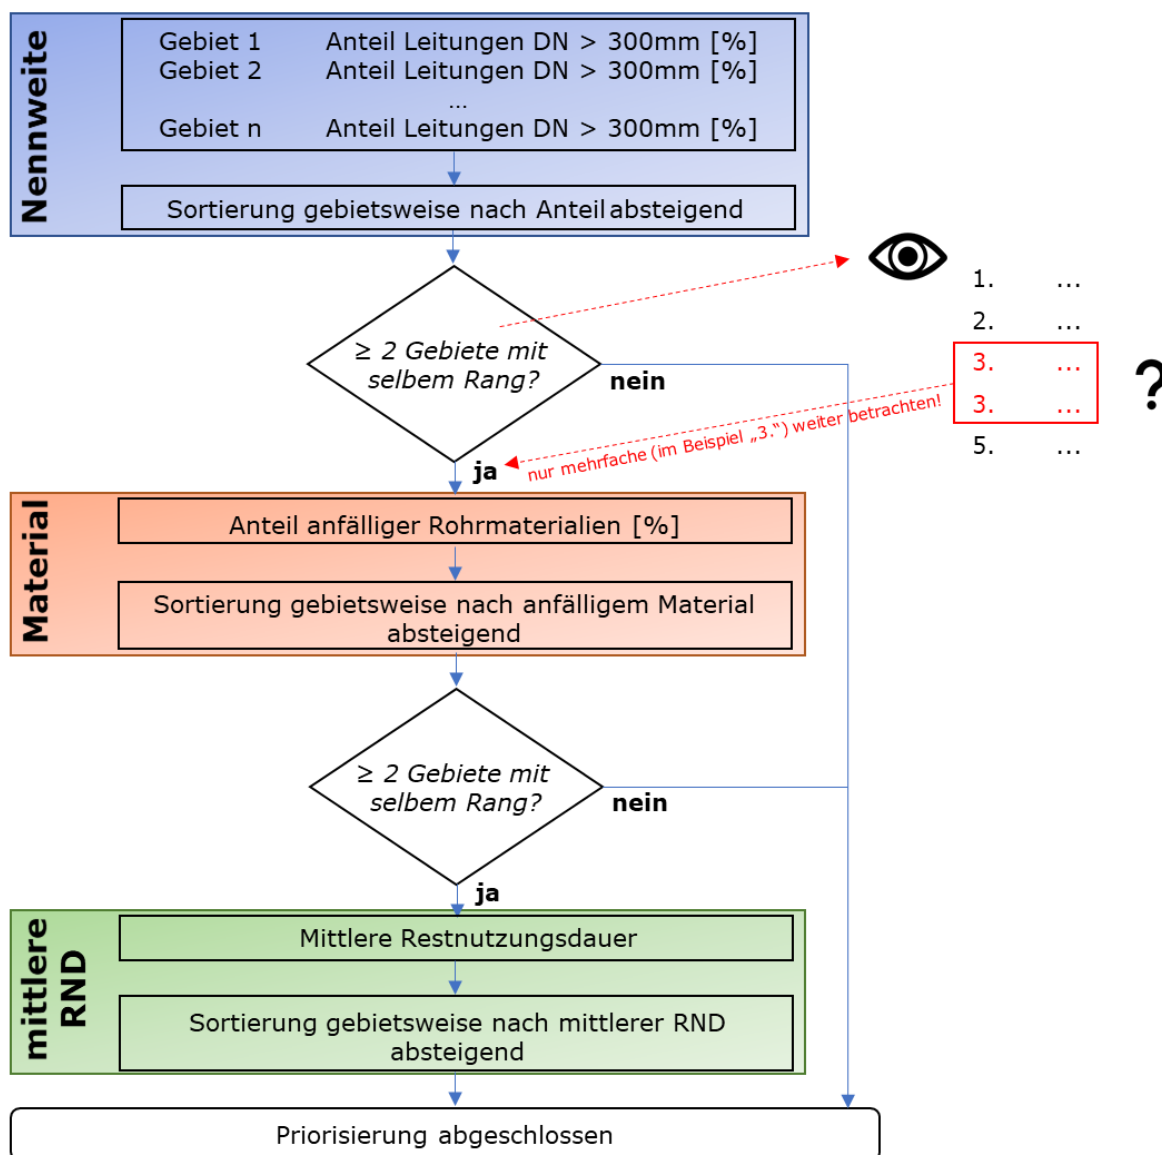 Nennweite
Gebiet 1 Anteil Leitungen DN > 300mm [%]
Gebiet 2 Anteil Leitungen DN > 300mm [%]
...
Gebiet n Anteil Leitungen DN > 300mm [%]
Sortierung gebietsweise nach Anteil absteigend
≥ 2 Gebiete mit
selbem Rang?
nein
ja
1. ...
2. ...
3. ...
3. ...
5. ...
?
nur mehrfache (im Beispiel „3.“) weiter betrachten!
Material
Anteil anfälliger Rohrmaterialien [%]
Sortierung gebietsweise nach anfälligem Material
absteigend
≥ 2 Gebiete mit
selbem Rang?
nein
ja
mittlere
RND
Mittlere Restnutzungsdauer
Sortierung gebietsweise nach mittlerer RND
absteigend
Priorisierung abgeschlossen